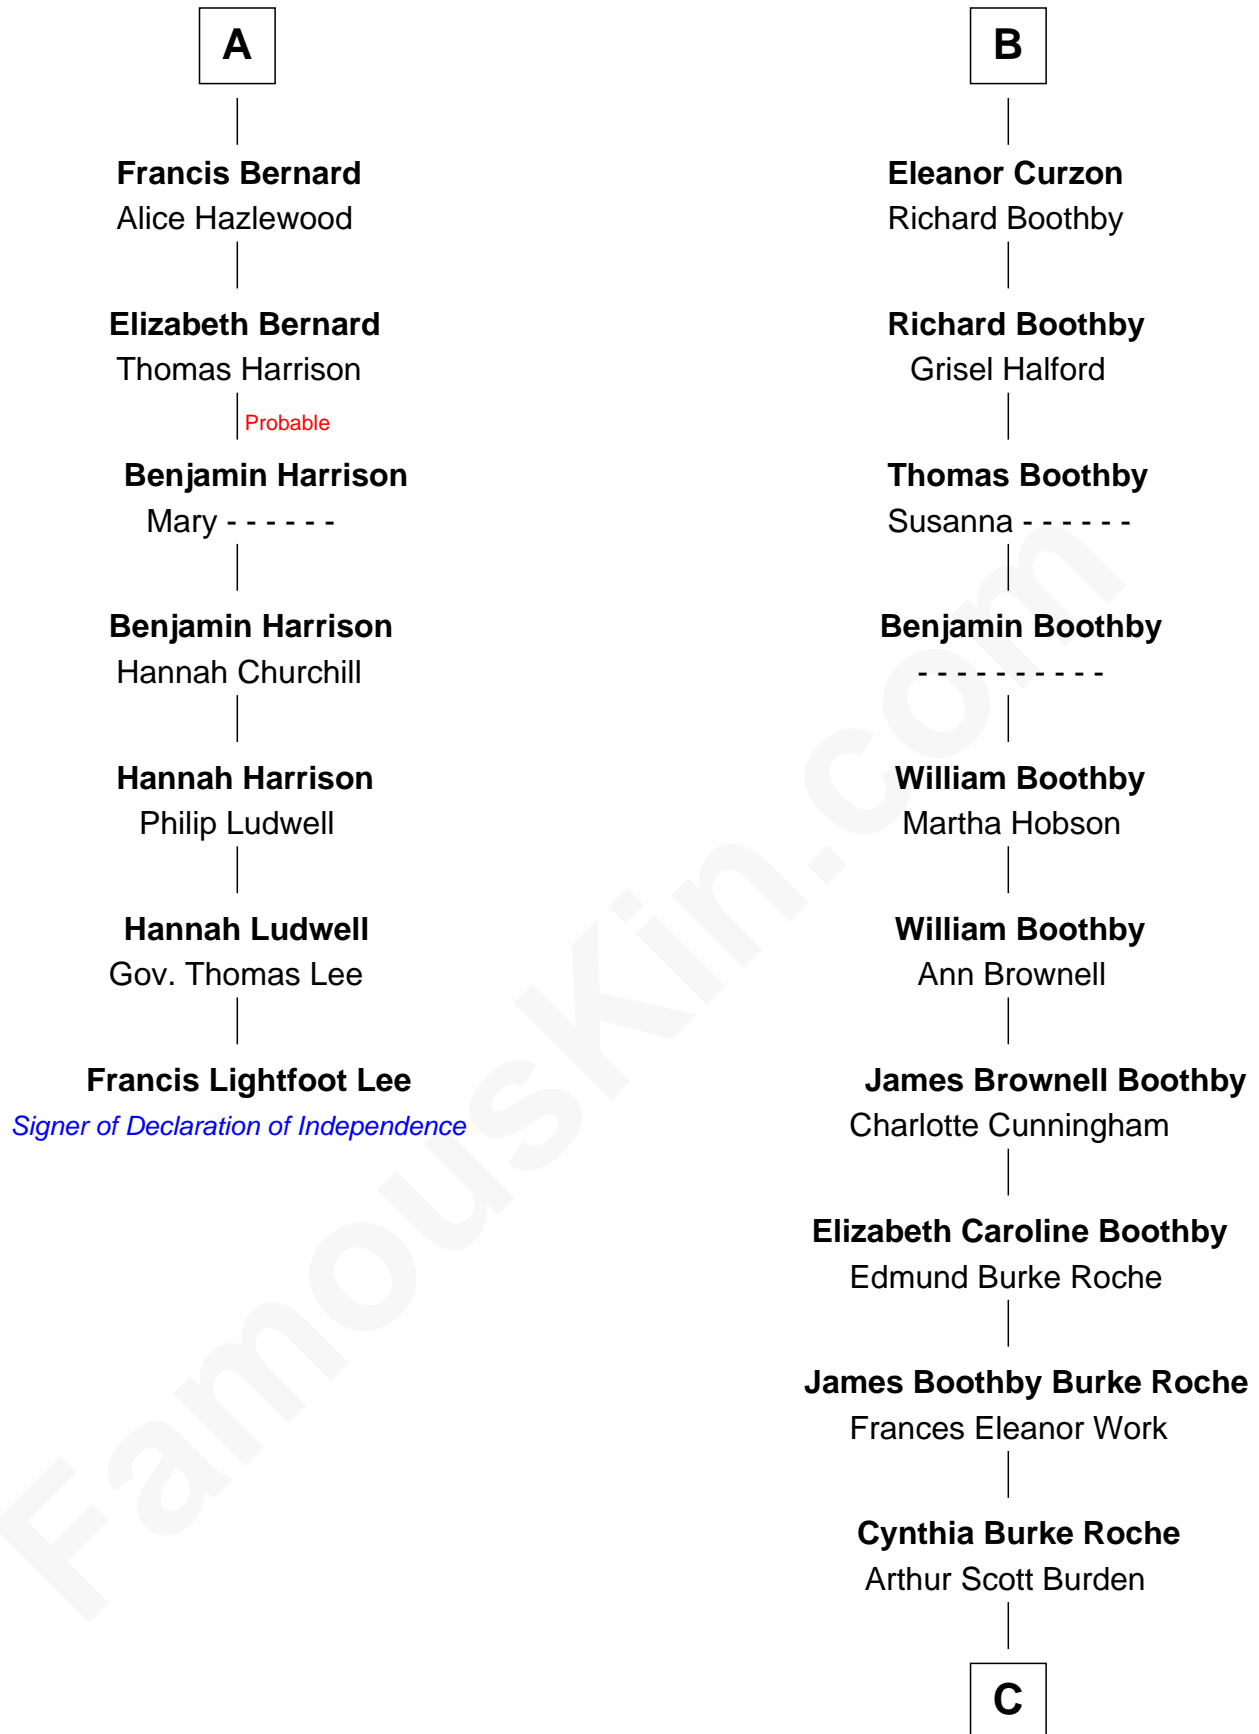 A
Francis Bernard
Alice Hazlewood
Elizabeth Bernard
Thomas Harrison
Probable
Benjamin Harrison
Mary - - - - - -
Benjamin Harrison
Hannah Churchill
Hannah Harrison
Philip Ludwell
Hannah Ludwell
Gov. Thomas Lee
Francis Lightfoot Lee
Signer of Declaration of Independence
B
Eleanor Curzon
Richard Boothby
Richard Boothby
Grisel Halford
Thomas Boothby
Susanna - - - - - -
Benjamin Boothby
- - - - - - - - - -
William Boothby
Martha Hobson
William Boothby
Ann Brownell
James Brownell Boothby
Charlotte Cunningham
Elizabeth Caroline Boothby
Edmund Burke Roche
James Boothby Burke Roche
Frances Eleanor Work
Cynthia Burke Roche
Arthur Scott Burden
C
FamousKin.com